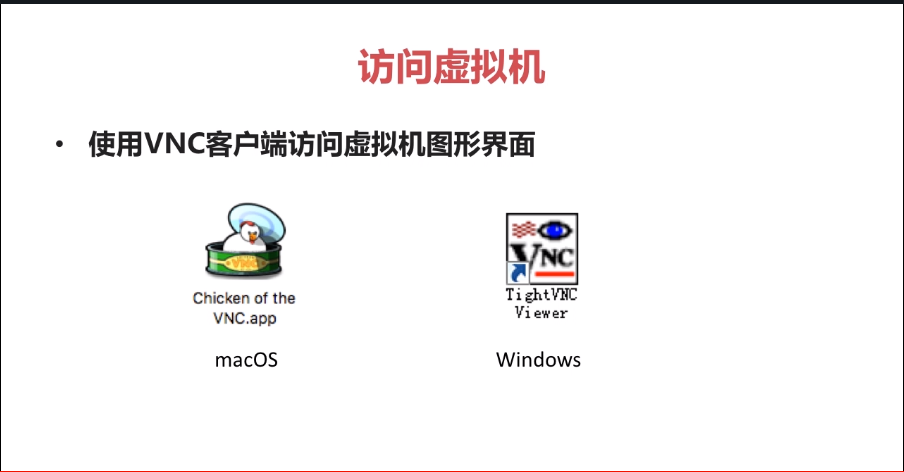 访问虚拟机
• 使用VNC客户端访问虚拟机图形界面
VNC
VNC
Chicken of the
VNC.app
TightVNC
Viewer
macOS
Windows